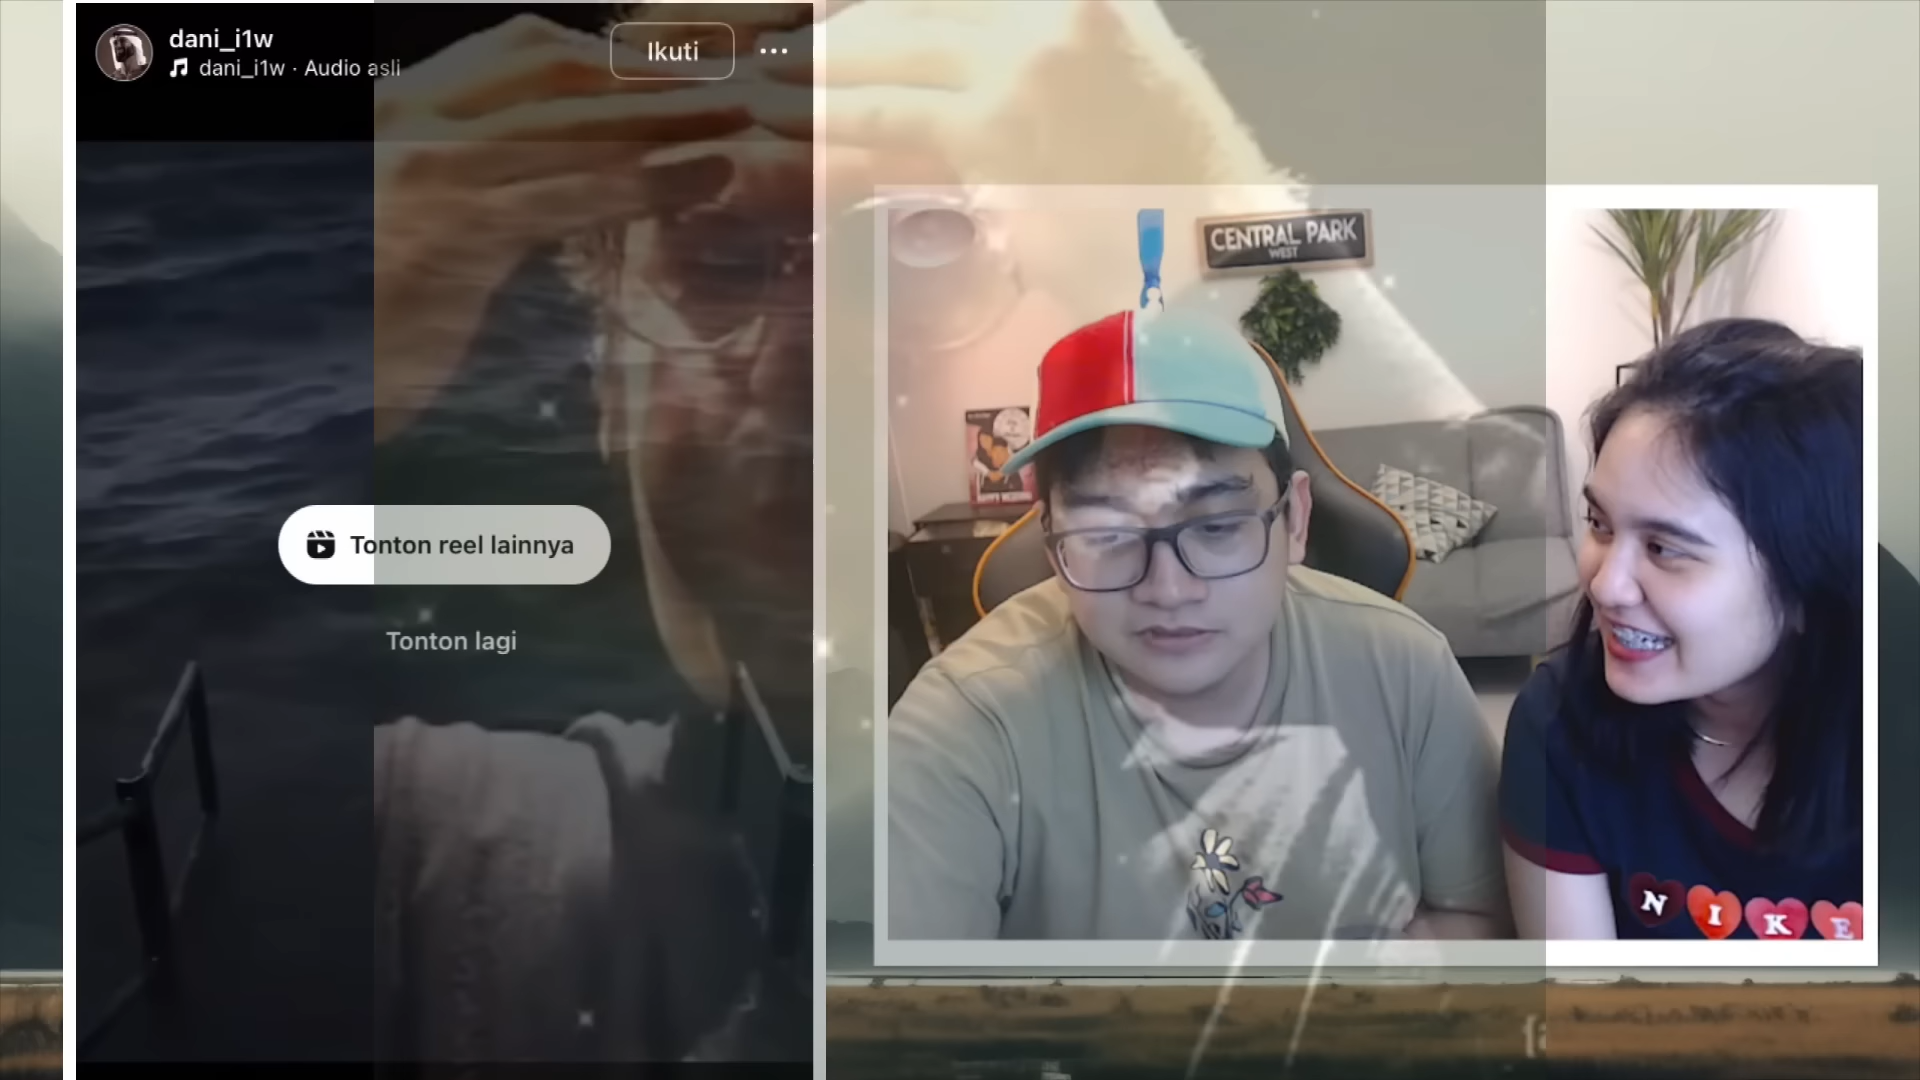 dani_i1w
dani_i1w · Audio asli
Ikuti
Tonton reel lainnya
Tonton lagi
CENTRAL PARK
WEST
NIKE